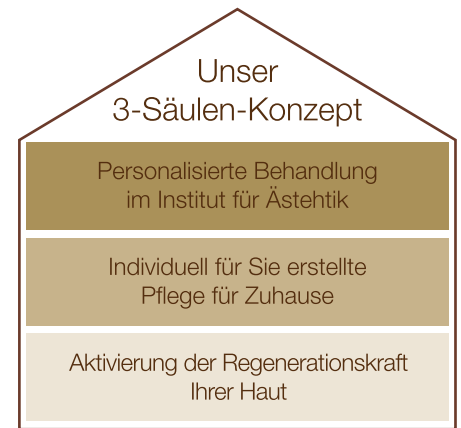 Unser
3-Säulen-Konzept
Personalisierte Behandlung
im Institut für Ästehtik
Individuell für Sie erstellte
Pflege für Zuhause
Aktivierung der Regenerationskraft
Ihrer Haut